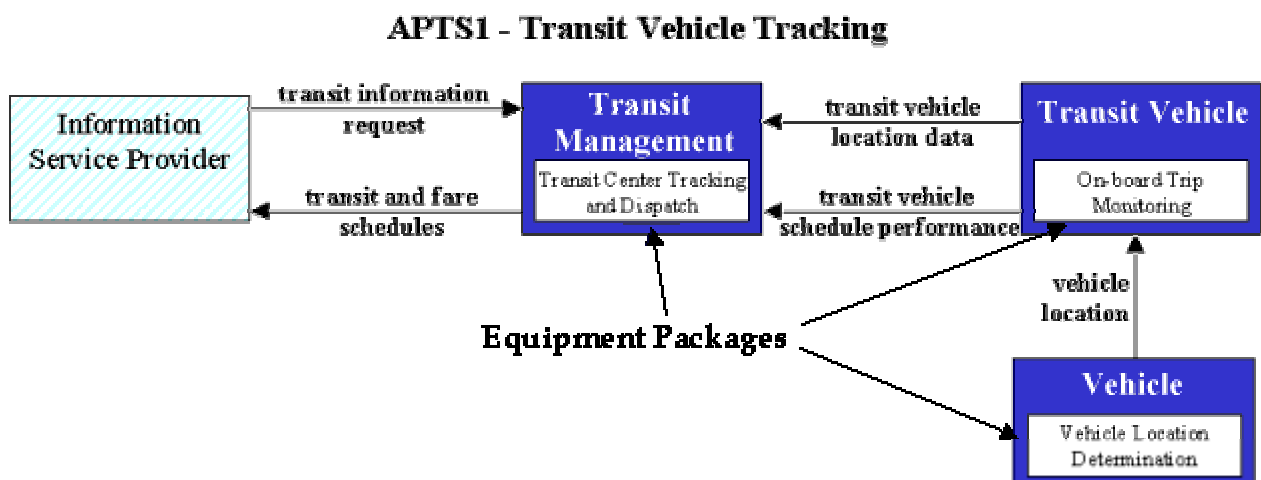 APTS1 - Transit Vehicle Tracking
Information
Service Provider
transit information
request
transit and fare
schedules
Transit
Management
Transit Center Tracking
and Dispatch
transit vehicle
location data
transit vehicle
schedule performance
Transit Vehicle
On-board Trip
Monitoring
vehicle
location
Equipment Packages
Vehicle
Vehicle Location
Determination